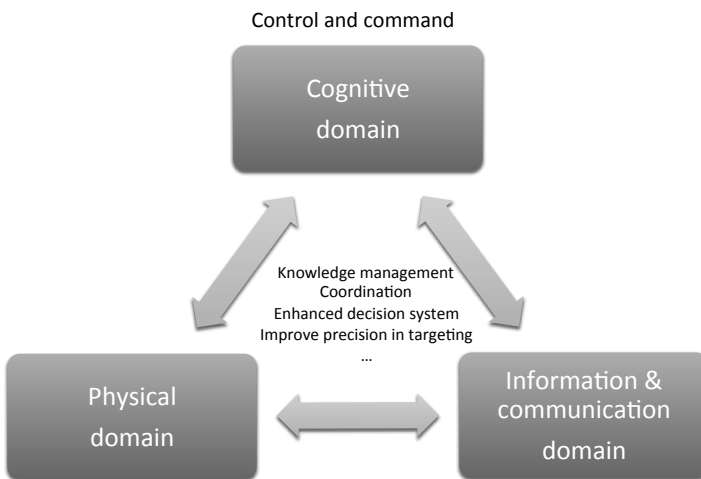 Control and command
Cognitive
domain
Knowledge management
Coordination
Enhanced decision system
Improve precision in targeting
...
Physical
domain
Information &
communication
domain